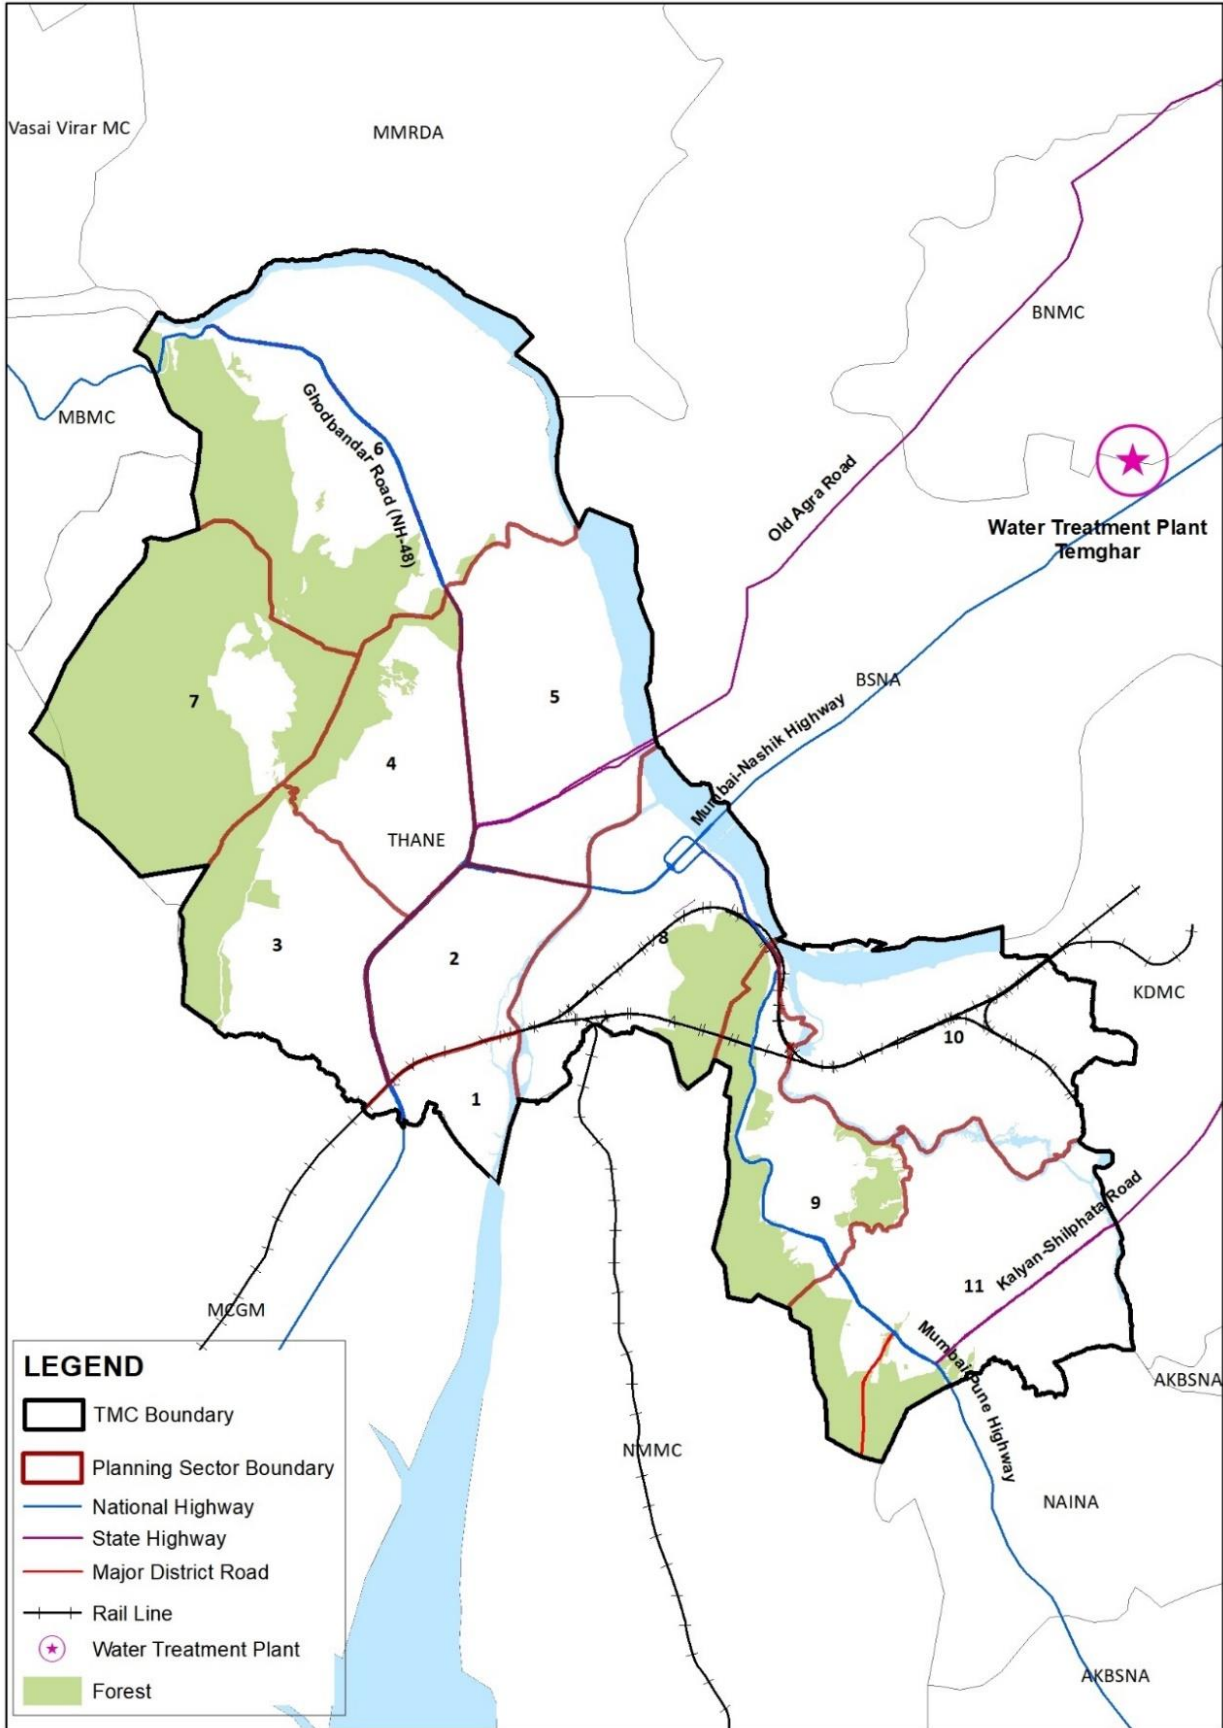 Vasai Virar MC
MMRDA
BNMC
MBMC
Ghodbandar Road (NH-48)
6
Old Agra Road
Water Treatment Plant
Temghar
7
5
BSNA
Mumbai-Nashik Highway
4
THANE
3
2
8
KDMC
10
1
9
Kalyan-Shilphata Road
11
MCGM
Mumbai-Pune Highway
AKBSNA
NMMC
NAINA
AKBSNA
LEGEND
TMC Boundary
Planning Sector Boundary
National Highway
State Highway
Major District Road
Rail Line
Water Treatment Plant
Forest